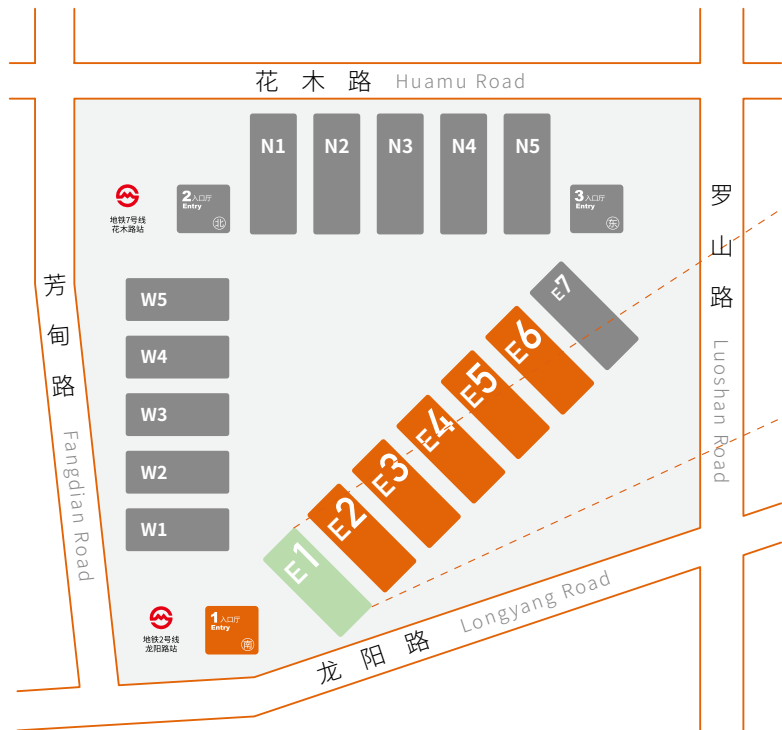 花木路 Huamu Road
N1
N2
N3
N4
N5
地铁7号线
花木路站
2入口厅
Entry
北
3入口厅
Entry
东
罗山路
Luoshan Road
芳甸路
Fangdian Road
W5
W4
W3
W2
W1
E7
E6
E5
E4
E3
E2
E1
地铁2号线
龙阳路站
1入口厅
Entry
南
龙阳路 Longyang Road